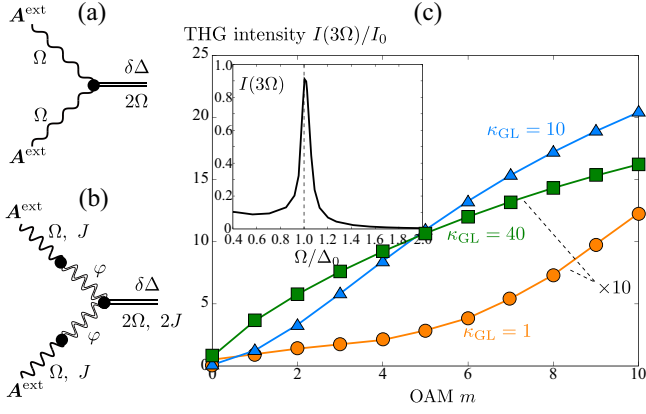 (a)
A^ext
Ω
δΔ
2Ω
Ω
A^ext
(b)
A^ext
Ω, J
φ
δΔ
2Ω, 2J
φ
Ω, J
A^ext
(c)
THG intensity I(3Ω)/I₀
25
20
15
10
5
0
I(3Ω)
1.0
0.8
0.6
0.4
0.2
0
0.4 0.6 0.8 1.0 1.2 1.4 1.6 1.8 2.0
Ω/Δ₀
κ_GL = 10
κ_GL = 40
×10
κ_GL = 1
0 2 4 6 8 10
OAM m